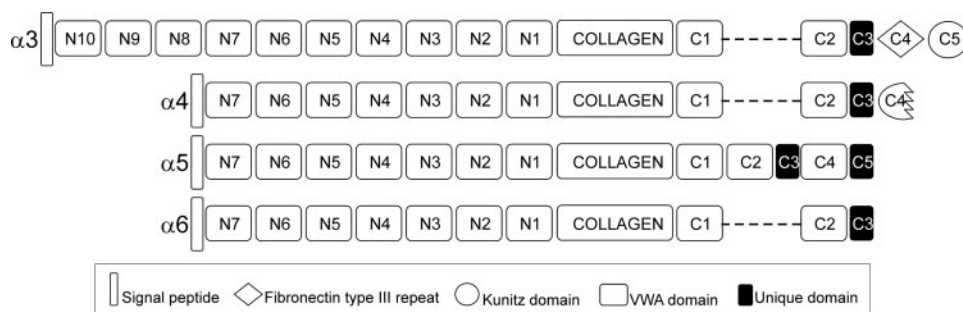 α3 N10 N9 N8 N7 N6 N5 N4 N3 N2 N1 COLLAGEN C1 C2 C3 C4 C5
α4 N7 N6 N5 N4 N3 N2 N1 COLLAGEN C1 C2 C3 C4
α5 N7 N6 N5 N4 N3 N2 N1 COLLAGEN C1 C2 C3 C4 C5
α6 N7 N6 N5 N4 N3 N2 N1 COLLAGEN C1 C2 C3
Signal peptide Fibronectin type III repeat Kunitz domain VWA domain Unique domain